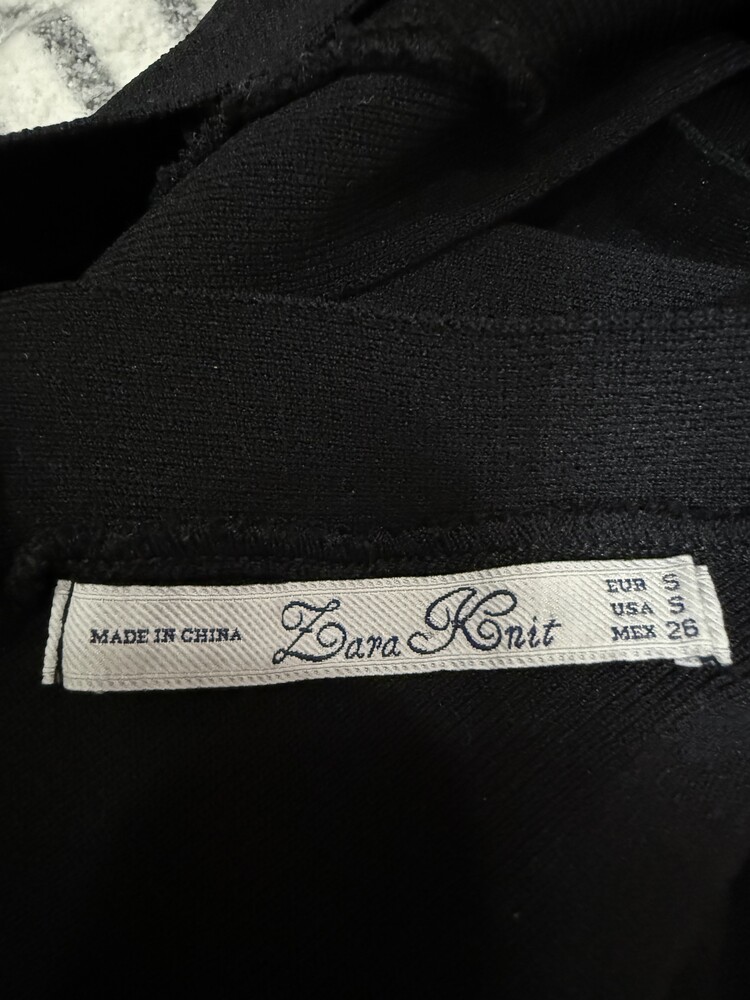 MADE IN CHINA
Zara Knit
EUR S
USA S
MEX 26